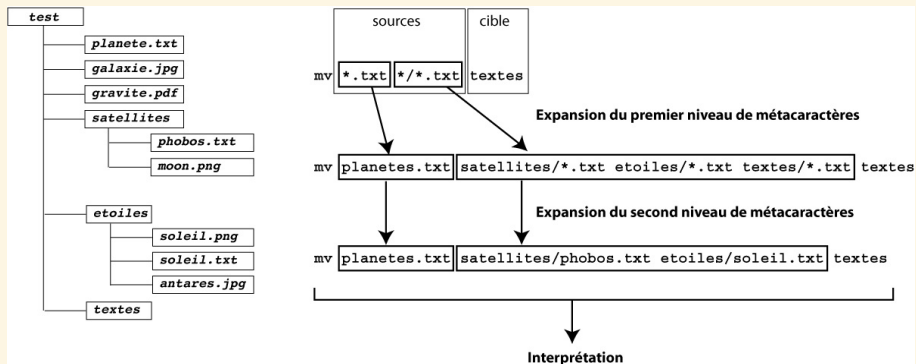 test
planete.txt
galaxie.jpg
gravite.pdf
satellites
phobos.txt
moon.png
etoiles
soleil.png
soleil.txt
antares.jpg
textes
sources cible
mv *.txt */*.txt textes
Expansion du premier niveau de métacaractères
mv planetes.txt satellites/*.txt etoiles/*.txt textes/*.txt textes
Expansion du second niveau de métacaractères
mv planetes.txt satellites/phobos.txt etoiles/soleil.txt textes
Interprétation